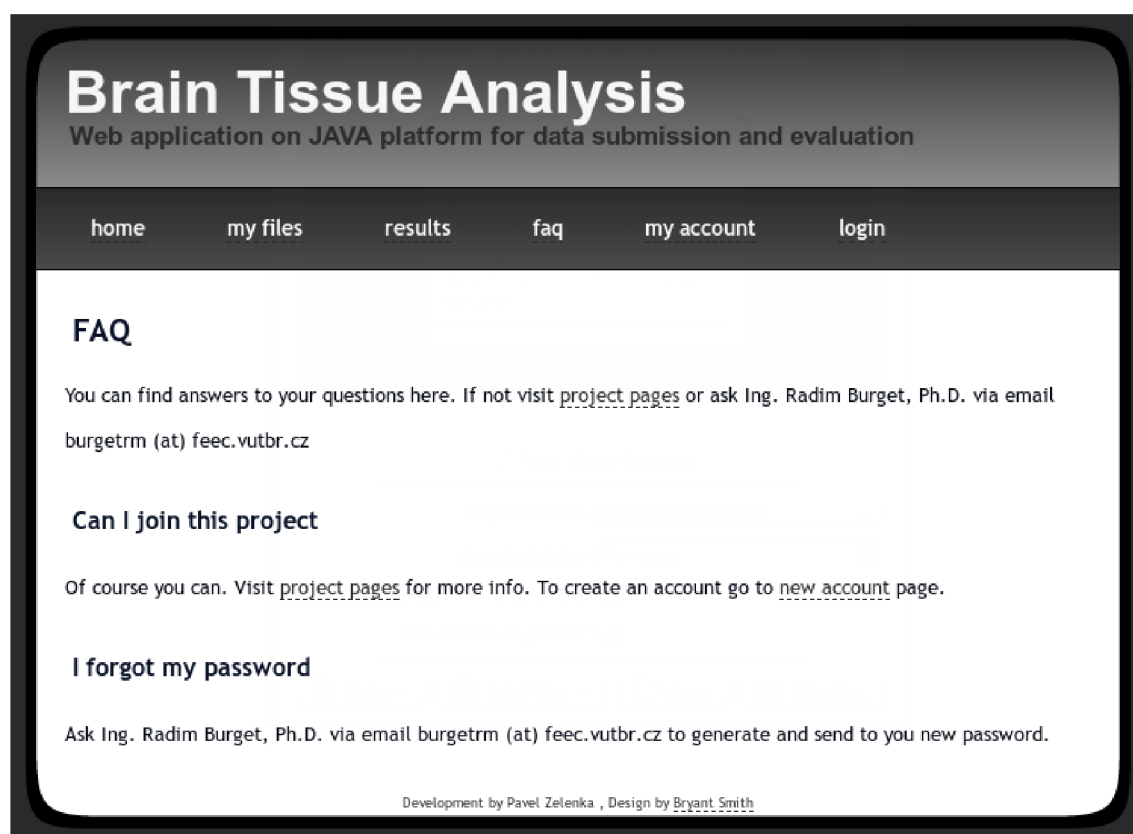 Brain Tissue Analysis
Web application on JAVA platform for data submission and evaluation
home my files results faq my account login
FAQ
You can find answers to your questions here. If not visit project pages or ask Ing. Radim Burget, Ph.D. via email
burgetrm (at) feec.vutbr.cz
Can I join this project
Of course you can. Visit project pages for more info. To create an account go to new account page.
I forgot my password
Ask Ing. Radim Burget, Ph.D. via email burgetrm (at) feec.vutbr.cz to generate and send to you new password.
Development by Pavel Zelenka , Design by Bryant Smith